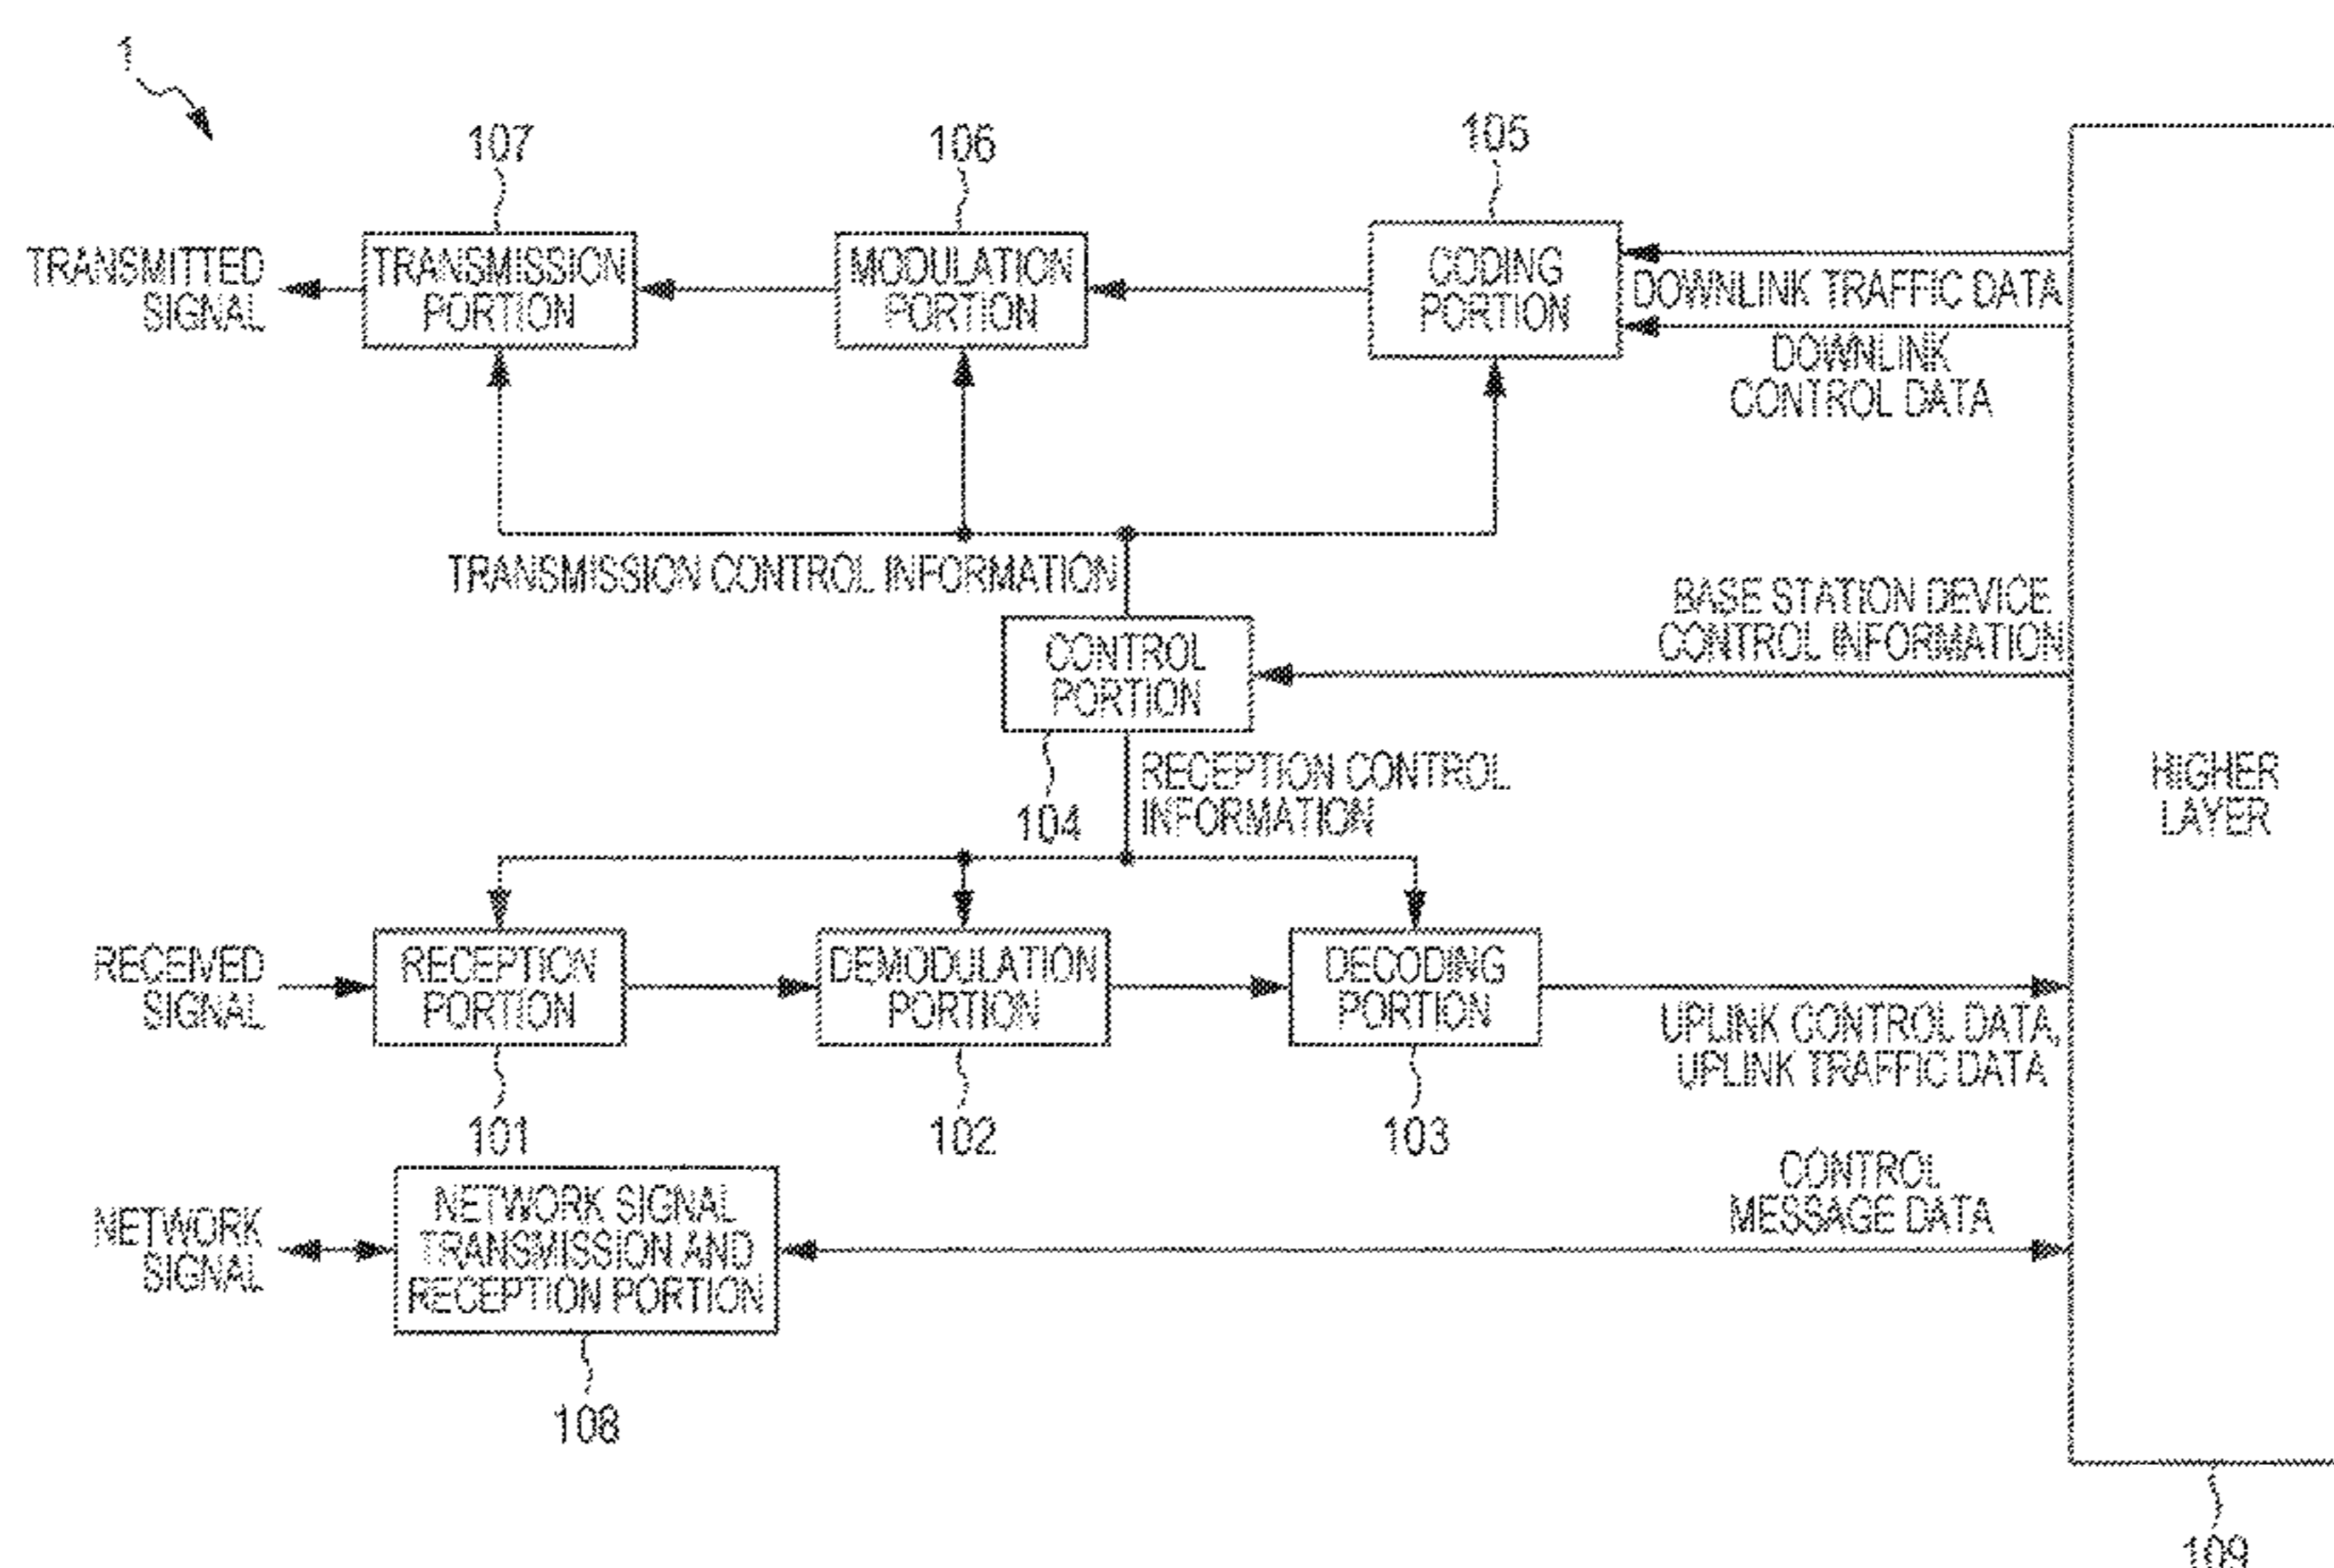 1
107
106
105
TRANSMITTED
SIGNAL
TRANSMISSION
PORTION
MODULATION
PORTION
CODING
PORTION
DOWNLINK TRAFFIC DATA
DOWNLINK
CONTROL DATA
TRANSMISSION CONTROL INFORMATION
BASE STATION DEVICE
CONTROL INFORMATION
CONTROL
PORTION
104
RECEPTION CONTROL
INFORMATION
HIGHER
LAYER
RECEIVED
SIGNAL
RECEPTION
PORTION
DEMODULATION
PORTION
DECODING
PORTION
UPLINK CONTROL DATA,
UPLINK TRAFFIC DATA
101
102
103
NETWORK
SIGNAL
NETWORK SIGNAL
TRANSMISSION AND
RECEPTION PORTION
CONTROL
MESSAGE DATA
108
109